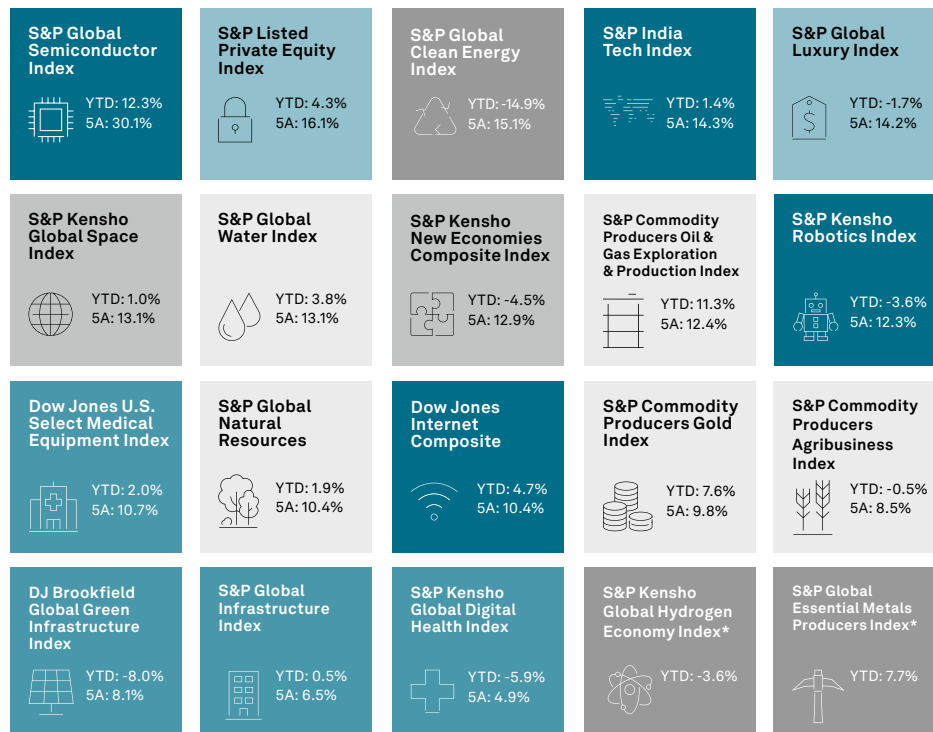 S&P Global
Semiconductor
Index
YTD: 12.3%
5A: 30.1%
S&P Listed
Private Equity
Index
YTD: 4.3%
5A: 16.1%
S&P Global
Clean Energy
Index
YTD: -14.9%
5A: 15.1%
S&P India
Tech Index
YTD: 1.4%
5A: 14.3%
S&P Global
Luxury Index
$
YTD: -1.7%
5A: 14.2%
S&P Kensho
Global Space
Index
YTD: 1.0%
5A: 13.1%
S&P Global
Water Index
YTD: 3.8%
5A: 13.1%
S&P Kensho
New Economies
Composite Index
YTD: -4.5%
5A: 12.9%
S&P Commodity
Producers Oil &
Gas Exploration
& Production Index
YTD: 11.3%
5A: 12.4%
S&P Kensho
Robotics Index
YTD: -3.6%
5A: 12.3%
Dow Jones U.S.
Select Medical
Equipment Index
YTD: 2.0%
5A: 10.7%
S&P Global
Natural
Resources
YTD: 1.9%
5A: 10.4%
Dow Jones
Internet
Composite
YTD: 4.7%
5A: 10.4%
S&P Commodity
Producers Gold
Index
YTD: 7.6%
5A: 9.8%
S&P Commodity
Producers
Agribusiness
Index
YTD: -0.5%
5A: 8.5%
DJ Brookfield
Global Green
Infrastructure
Index
YTD: -8.0%
5A: 8.1%
S&P Global
Infrastructure
Index
YTD: 0.5%
5A: 6.5%
S&P Kensho
Global Digital
Health Index
YTD: -5.9%
5A: 4.9%
S&P Kensho
Global Hydrogen
Economy Index*
YTD: -3.6%
S&P Global
Essential Metals
Producers Index*
YTD: 7.7%